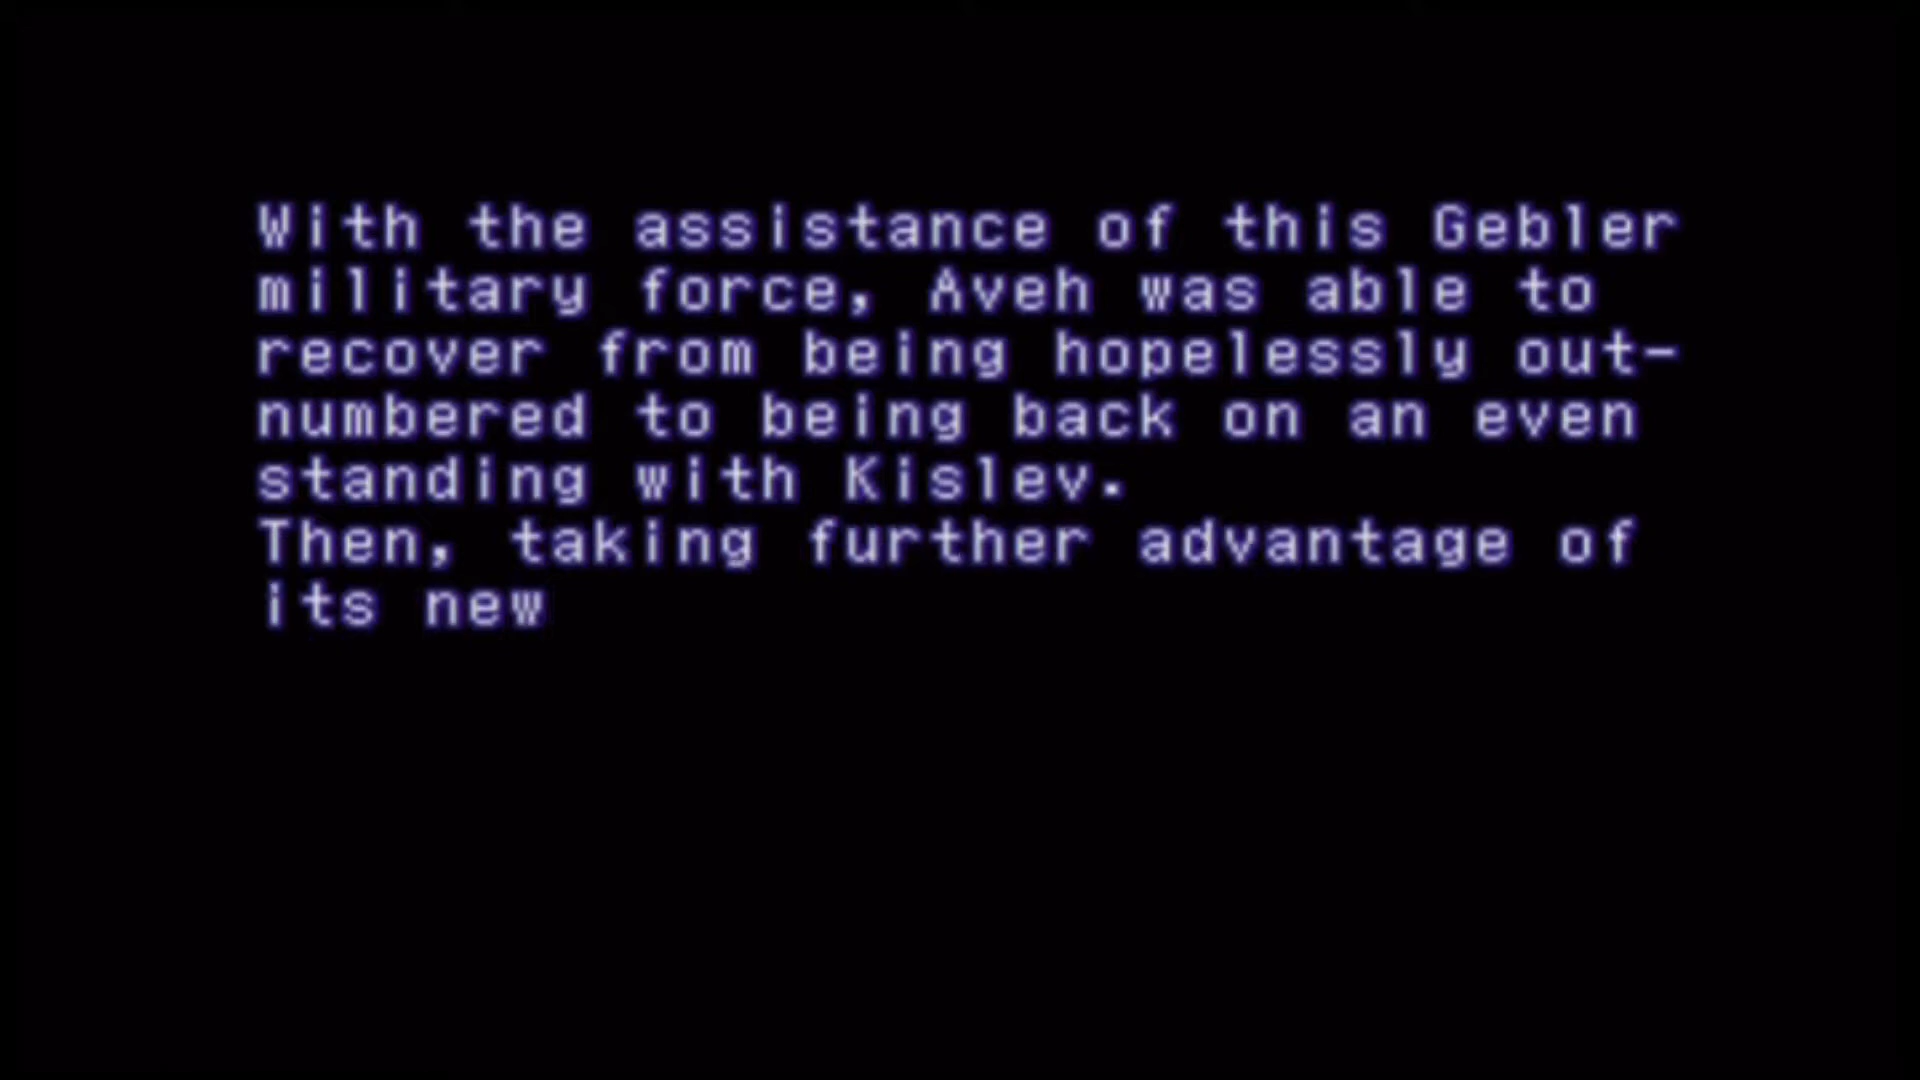 With the assistance of this Gebler
military force, Aveh was able to
recover from being hopelessly out-
numbered to being back on an even
standing with Kislev.
Then, taking further advantage of
its new